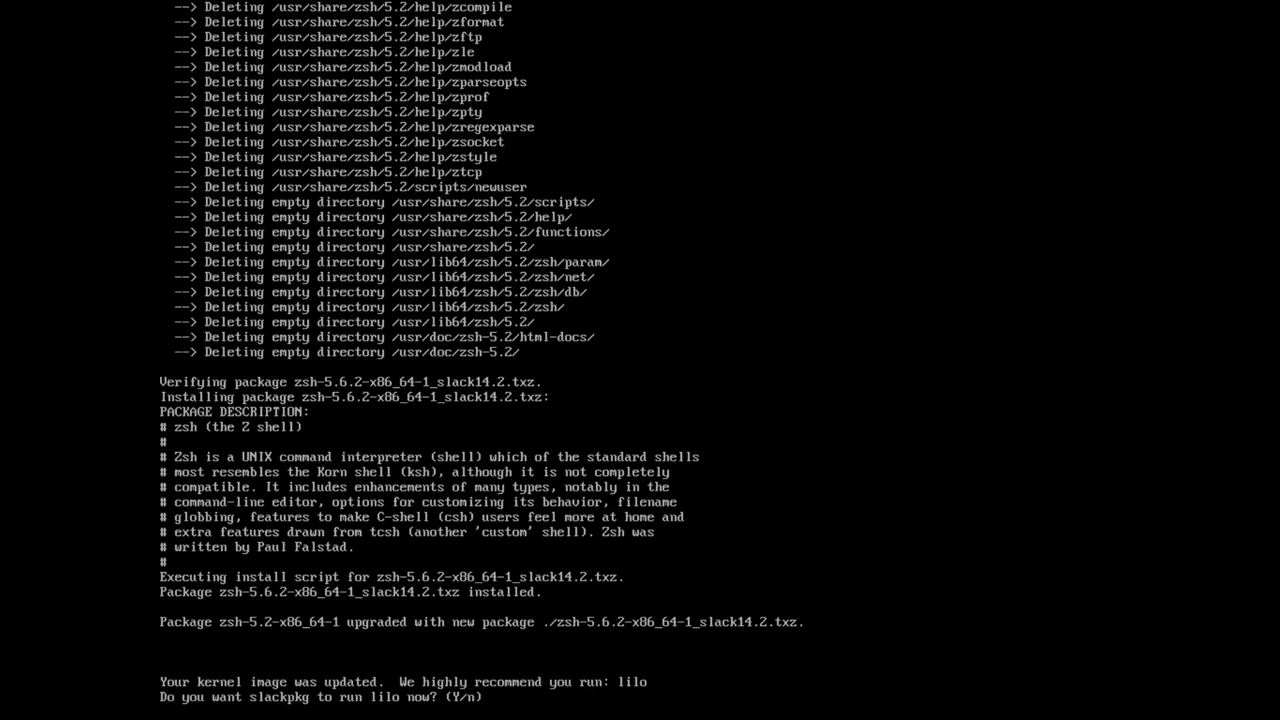 --> Deleting /usr/share/zsh/5.2/help/zcompile
--> Deleting /usr/share/zsh/5.2/help/zformat
--> Deleting /usr/share/zsh/5.2/help/zftp
--> Deleting /usr/share/zsh/5.2/help/zle
--> Deleting /usr/share/zsh/5.2/help/zmodload
--> Deleting /usr/share/zsh/5.2/help/zparseopts
--> Deleting /usr/share/zsh/5.2/help/zprof
--> Deleting /usr/share/zsh/5.2/help/zpty
--> Deleting /usr/share/zsh/5.2/help/zregexparse
--> Deleting /usr/share/zsh/5.2/help/zsocket
--> Deleting /usr/share/zsh/5.2/help/zstyle
--> Deleting /usr/share/zsh/5.2/help/ztcp
--> Deleting /usr/share/zsh/5.2/scripts/newuser
--> Deleting empty directory /usr/share/zsh/5.2/scripts/
--> Deleting empty directory /usr/share/zsh/5.2/help/
--> Deleting empty directory /usr/share/zsh/5.2/functions/
--> Deleting empty directory /usr/share/zsh/5.2/
--> Deleting empty directory /usr/lib64/zsh/5.2/zsh/param/
--> Deleting empty directory /usr/lib64/zsh/5.2/zsh/net/
--> Deleting empty directory /usr/lib64/zsh/5.2/zsh/db/
--> Deleting empty directory /usr/lib64/zsh/5.2/zsh/
--> Deleting empty directory /usr/lib64/zsh/5.2/
--> Deleting empty directory /usr/doc/zsh-5.2/html-docs/
--> Deleting empty directory /usr/doc/zsh-5.2/
Verifying package zsh-5.6.2-x86_64-1_slack14.2.txz.
Installing package zsh-5.6.2-x86_64-1_slack14.2.txz:
PACKAGE DESCRIPTION:
# zsh (the Z shell)
#
# Zsh is a UNIX command interpreter (shell) which of the standard shells
# most resembles the Korn shell (ksh), although it is not completely
# compatible. It includes enhancements of many types, notably in the
# command-line editor, options for customizing its behavior, filename
# globbing, features to make C-shell (csh) users feel more at home and
# extra features drawn from tcsh (another 'custom' shell). Zsh was
# written by Paul Falstad.
#
Executing install script for zsh-5.6.2-x86_64-1_slack14.2.txz.
Package zsh-5.6.2-x86_64-1_slack14.2.txz installed.
Package zsh-5.2-x86_64-1 upgraded with new package ./zsh-5.6.2-x86_64-1_slack14.2.txz.
Your kernel image was updated.  We highly recommend you run: lilo
Do you want slackpkg to run lilo now? (Y/n)